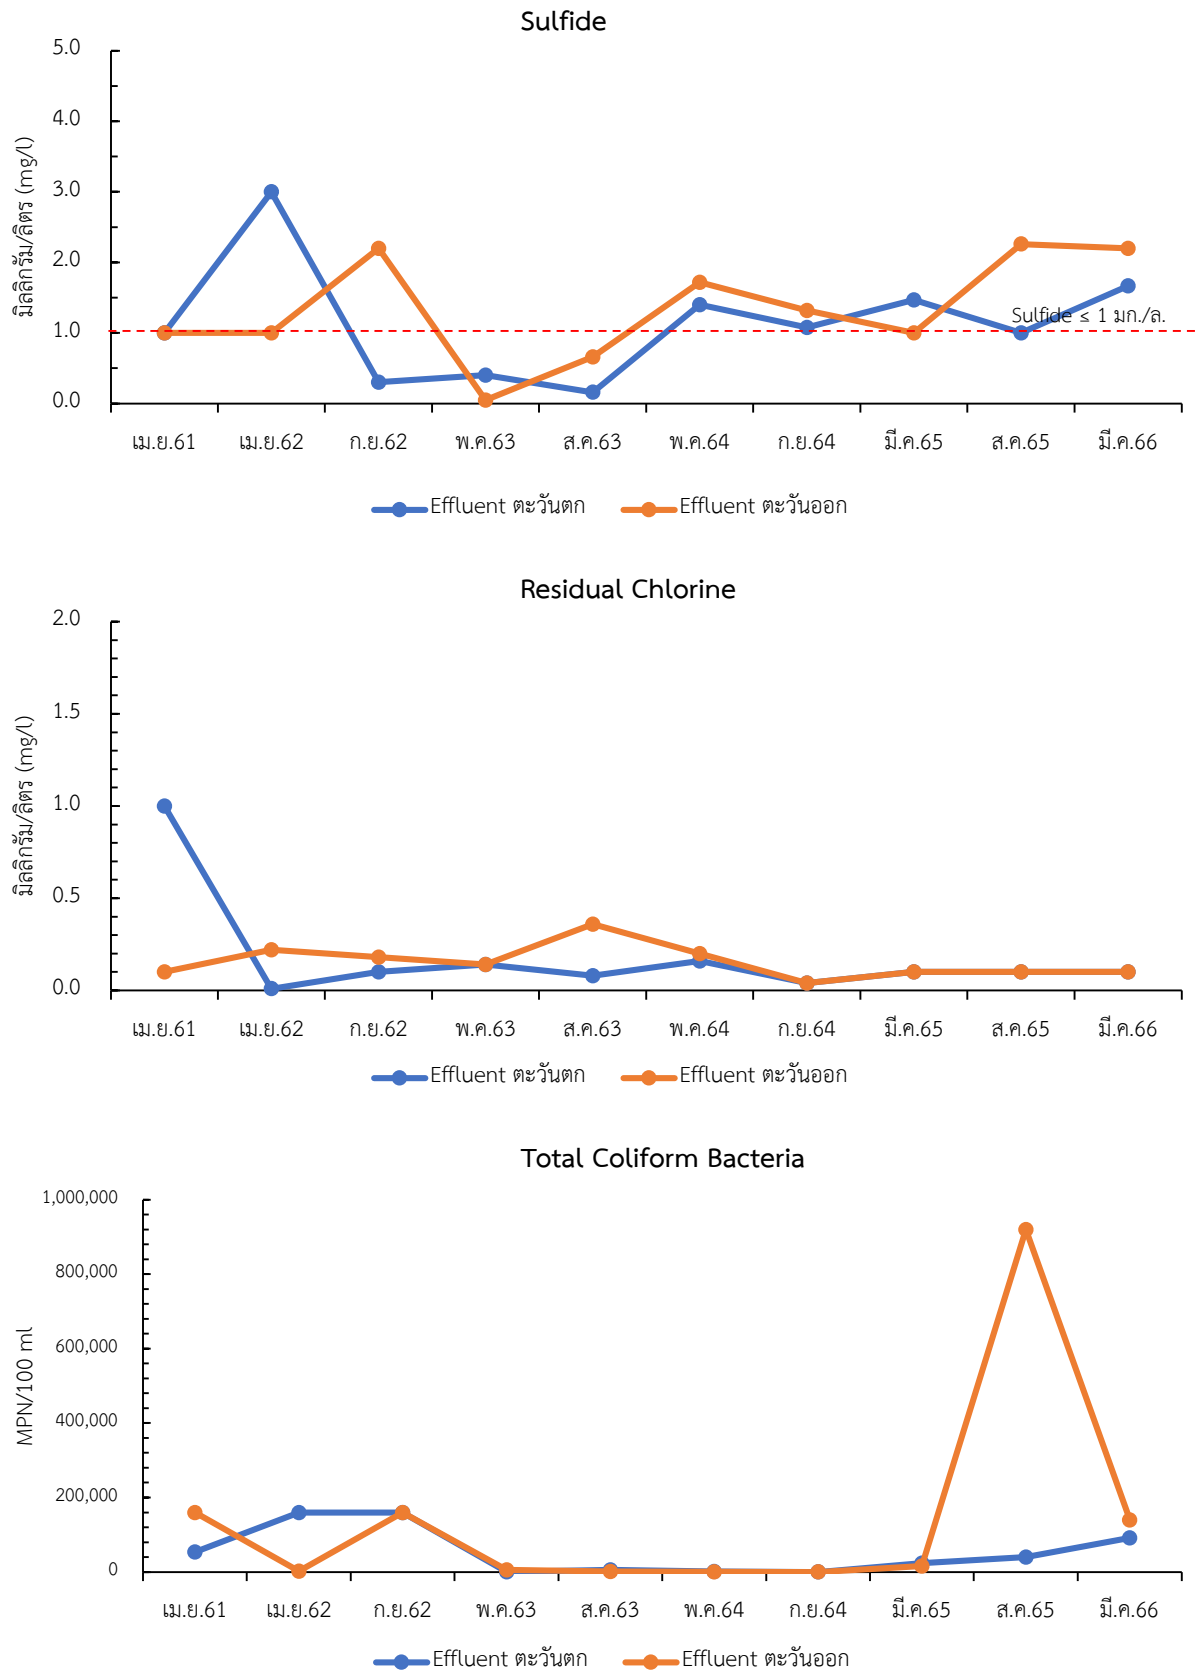 Sulfide
มิลลิกรัม/ลิตร (mg/l)
5.0
4.0
3.0
2.0
1.0
0.0
Sulfide ≤ 1 มก./ล.
เม.ย.61 เม.ย.62 ก.ย.62 พ.ค.63 ส.ค.63 พ.ค.64 ก.ย.64 มี.ค.65 ส.ค.65 มี.ค.66
Effluent ตะวันตก Effluent ตะวันออก
Residual Chlorine
มิลลิกรัม/ลิตร (mg/l)
2.0
1.5
1.0
0.5
0.0
เม.ย.61 เม.ย.62 ก.ย.62 พ.ค.63 ส.ค.63 พ.ค.64 ก.ย.64 มี.ค.65 ส.ค.65 มี.ค.66
Effluent ตะวันตก Effluent ตะวันออก
Total Coliform Bacteria
MPN/100 ml
1,000,000
800,000
600,000
400,000
200,000
0
เม.ย.61 เม.ย.62 ก.ย.62 พ.ค.63 ส.ค.63 พ.ค.64 ก.ย.64 มี.ค.65 ส.ค.65 มี.ค.66
Effluent ตะวันตก Effluent ตะวันออก